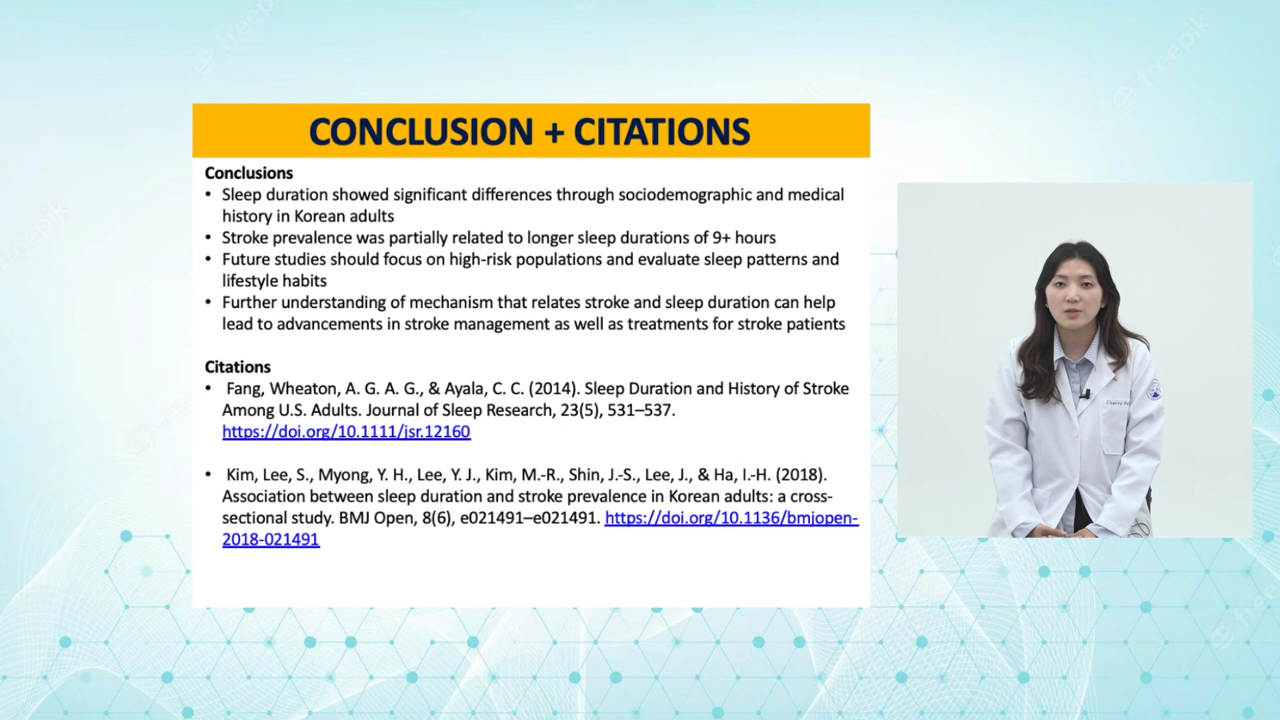 CONCLUSION + CITATIONS
Conclusions
• Sleep duration showed significant differences through sociodemographic and medical
history in Korean adults
• Stroke prevalence was partially related to longer sleep durations of 9+ hours
• Future studies should focus on high-risk populations and evaluate sleep patterns and
lifestyle habits
• Further understanding of mechanism that relates stroke and sleep duration can help
lead to advancements in stroke management as well as treatments for stroke patients
Citations
• Fang, Wheaton, A. G. A. G., & Ayala, C. C. (2014). Sleep Duration and History of Stroke
Among U.S. Adults. Journal of Sleep Research, 23(5), 531–537.
https://doi.org/10.1111/jsr.12160
• Kim, Lee, S., Myong, Y. H., Lee, Y. J., Kim, M.-R., Shin, J.-S., Lee, J., & Ha, I.-H. (2018).
Association between sleep duration and stroke prevalence in Korean adults: a cross-
sectional study. BMJ Open, 8(6), e021491–e021491. https://doi.org/10.1136/bmjopen-
2018-021491
freepik
freepik